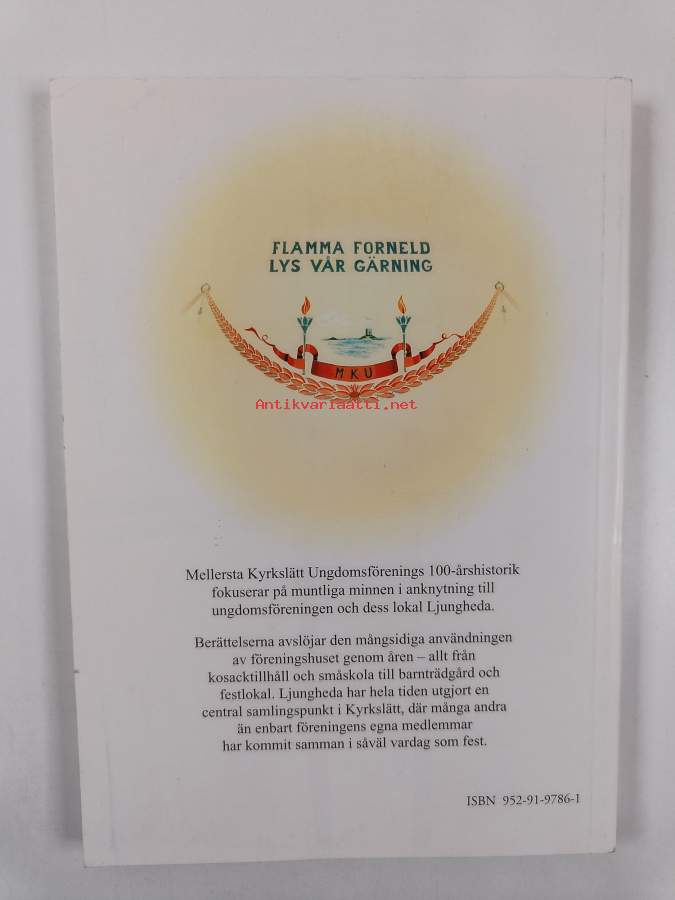 FLAMMA FORNELD
LYS VÅR GÄRNING
MKU
Antikvariaatti.net
Mellersta Kyrkslätt Ungdomsförenings 100-årshistorik
fokuserar på muntliga minnen i anknytning till
ungdomsföreningen och dess lokal Ljungheda.
Berättelserna avslöjar den mångsidiga användningen
av föreningshuset genom åren – allt från
kosacktillhåll och småskola till barnträdgård och
festlokal. Ljungheda har hela tiden utgjort en
central samlingspunkt i Kyrkslätt, där många andra
än enbart föreningens egna medlemmar
har kommit samman i såväl vardag som fest.
ISBN 952-91-9786-1